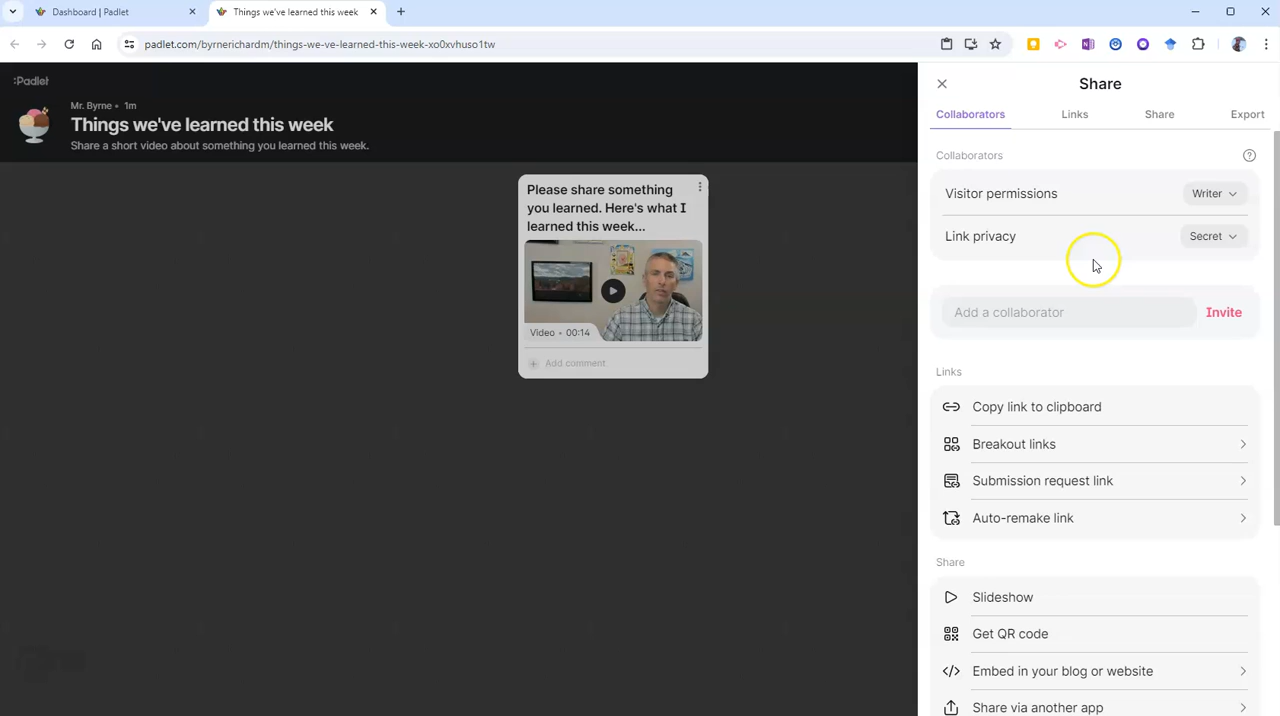 Dashboard | Padlet
Things we've learned this week
padlet.com/byrnerichardm/things-we-ve-learned-this-week-xo0xvhuso1tw
:Padlet
Mr. Byrne • 1m
Things we've learned this week
Share a short video about something you learned this week.
Please share something
you learned. Here's what I
learned this week...
Video • 00:14
Add comment
Share
Collaborators
Links
Share
Export
Collaborators
Visitor permissions
Writer
Link privacy
Secret
Add a collaborator
Invite
Links
Copy link to clipboard
Breakout links
Submission request link
Auto-remake link
Share
Slideshow
Get QR code
Embed in your blog or website
Share via another app